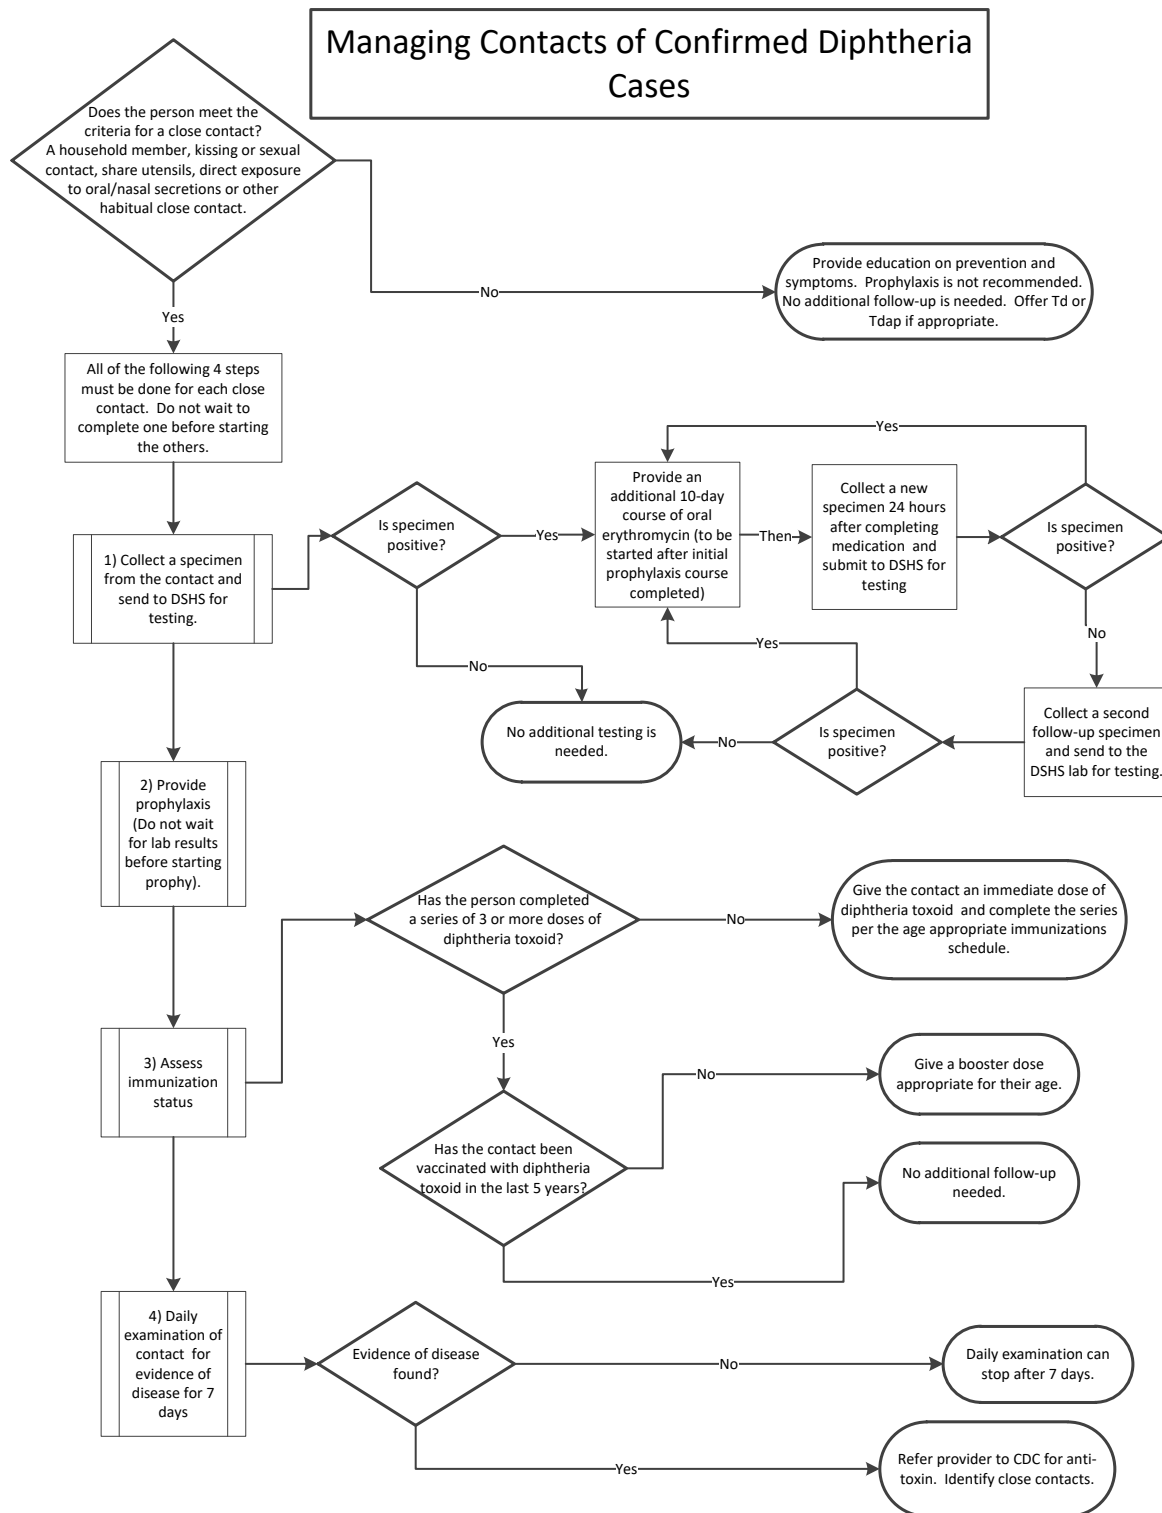 Managing Contacts of Confirmed Diphtheria
Cases
Does the person meet the
criteria for a close contact?
A household member, kissing or sexual
contact, share utensils, direct exposure
to oral/nasal secretions or other
habitual close contact.
No
Provide education on prevention and
symptoms.  Prophylaxis is not recommended.
No additional follow-up is needed.  Offer Td or
Tdap if appropriate.
Yes
All of the following 4 steps
must be done for each close
contact.  Do not wait to
complete one before starting
the others.
1) Collect a specimen
from the contact and
send to DSHS for
testing.
Is specimen
positive?
Yes
Provide an
additional 10-day
course of oral
erythromycin (to be
started after initial
prophylaxis course
completed)
Then
Collect a new
specimen 24 hours
after completing
medication  and
submit to DSHS for
testing
Is specimen
positive?
Yes
No
Collect a second
follow-up specimen
and send to the
DSHS lab for testing.
Is specimen
positive?
Yes
No
No
No additional testing is
needed.
2) Provide
prophylaxis
(Do not wait
for lab results
before starting
prophy).
3) Assess
immunization
status
Has the person completed
a series of 3 or more doses of
diphtheria toxoid?
No
Give the contact an immediate dose of
diphtheria toxoid  and complete the series
per the age appropriate immunizations
schedule.
Yes
Has the contact been
vaccinated with diphtheria
toxoid in the last 5 years?
No
Give a booster dose
appropriate for their age.
Yes
No additional follow-up
needed.
4) Daily
examination of
contact  for
evidence of
disease for 7
days
Evidence of disease
found?
No
Daily examination can
stop after 7 days.
Yes
Refer provider to CDC for anti-
toxin.  Identify close contacts.